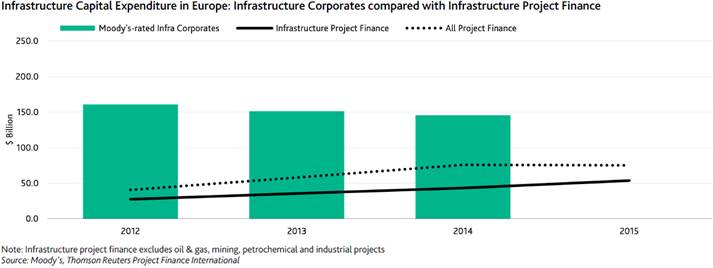 Infrastructure Capital Expenditure in Europe: Infrastructure Corporates compared with Infrastructure Project Finance
Moody's-rated Infra Corporates Infrastructure Project Finance All Project Finance
250.0
200.0
150.0
100.0
50.0
0.0
$ Billion
2012 2013 2014 2015
Note: Infrastructure project finance excludes oil & gas, mining, petrochemical and industrial projects
Source: Moody's, Thomson Reuters Project Finance International